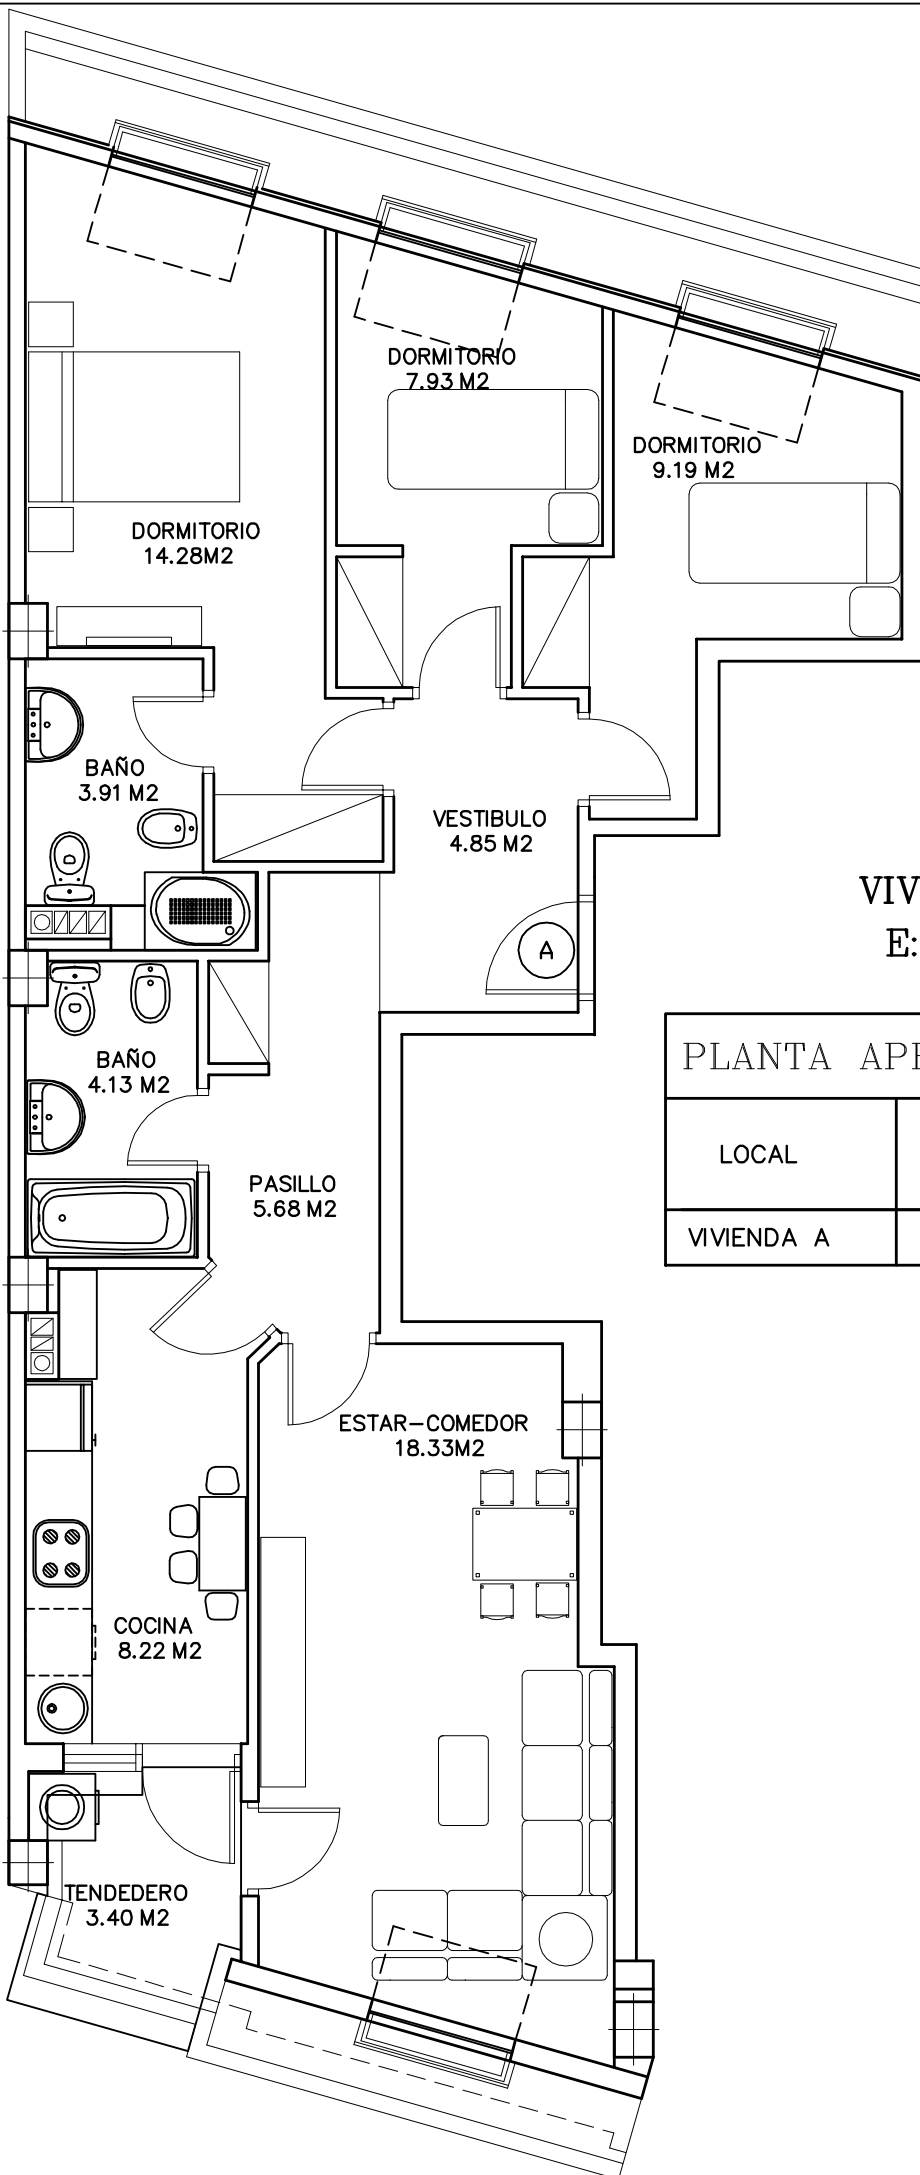 DORMITORIO
7.93 M2
DORMITORIO
9.19 M2
DORMITORIO
14.28M2
BAÑO
3.91 M2
VESTIBULO
4.85 M2
VIV
E:
A
BAÑO
4.13 M2
PLANTA AP
LOCAL
VIVIENDA A
PASILLO
5.68 M2
ESTAR-COMEDOR
18.33M2
COCINA
8.22 M2
TENDEDERO
3.40 M2